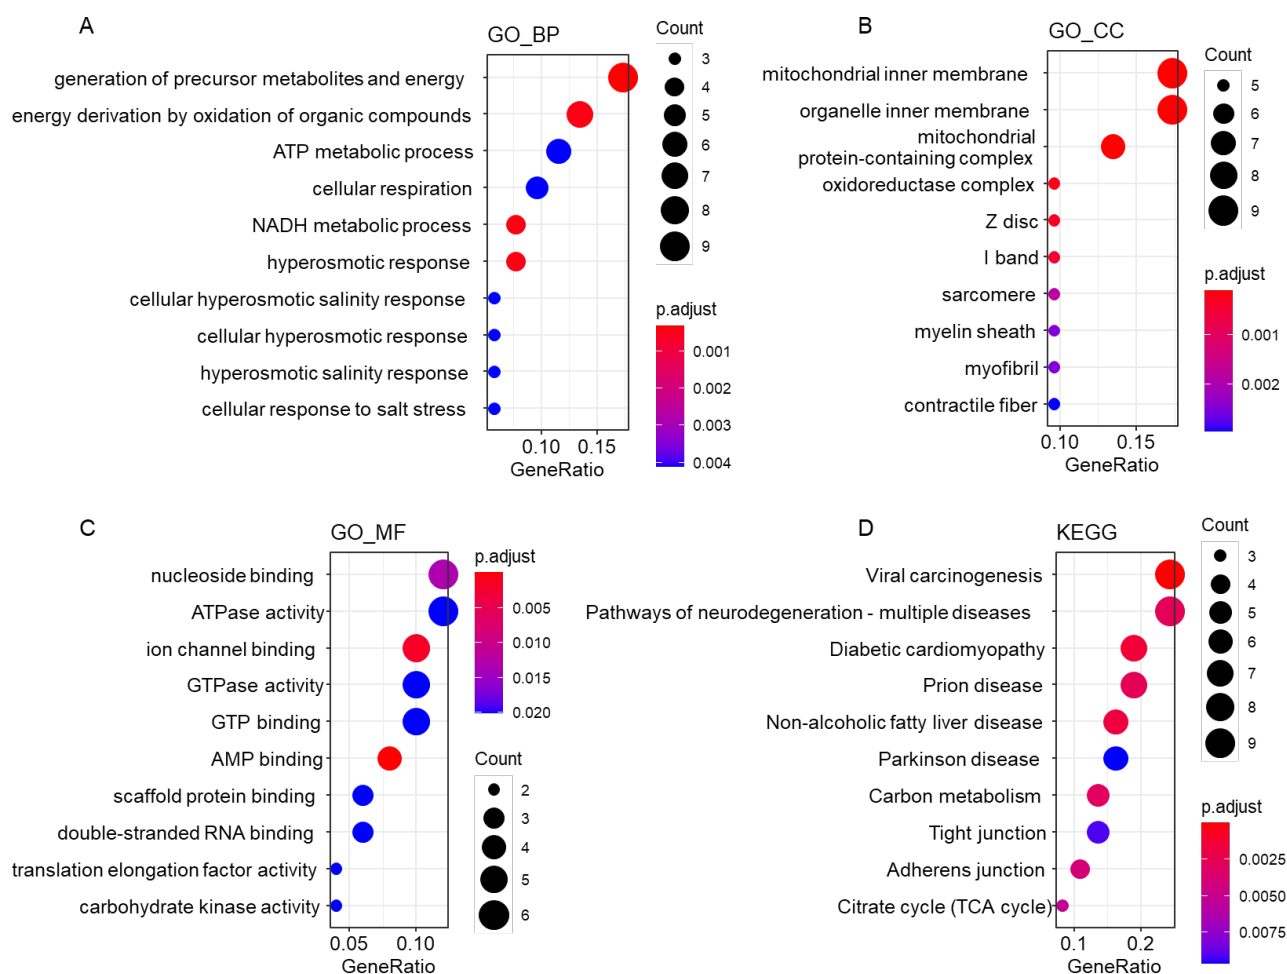 A
GO_BP
generation of precursor metabolites and energy
energy derivation by oxidation of organic compounds
ATP metabolic process
cellular respiration
NADH metabolic process
hyperosmotic response
cellular hyperosmotic salinity response
cellular hyperosmotic response
hyperosmotic salinity response
cellular response to salt stress
0.10 0.15
GeneRatio
Count
3
4
5
6
7
8
9
p.adjust
0.001
0.002
0.003
0.004
B
GO_CC
mitochondrial inner membrane
organelle inner membrane
mitochondrial
protein-containing complex
oxidoreductase complex
Z disc
I band
sarcomere
myelin sheath
myofibril
contractile fiber
0.10 0.15
GeneRatio
Count
5
6
7
8
9
p.adjust
0.001
0.002
C
GO_MF
nucleoside binding
ATPase activity
ion channel binding
GTPase activity
GTP binding
AMP binding
scaffold protein binding
double-stranded RNA binding
translation elongation factor activity
carbohydrate kinase activity
0.05 0.10
GeneRatio
p.adjust
0.005
0.010
0.015
0.020
Count
2
3
4
5
6
D
KEGG
Viral carcinogenesis
Pathways of neurodegeneration - multiple diseases
Diabetic cardiomyopathy
Prion disease
Non-alcoholic fatty liver disease
Parkinson disease
Carbon metabolism
Tight junction
Adherens junction
Citrate cycle (TCA cycle)
0.1 0.2
GeneRatio
Count
3
4
5
6
7
8
9
p.adjust
0.0025
0.0050
0.0075